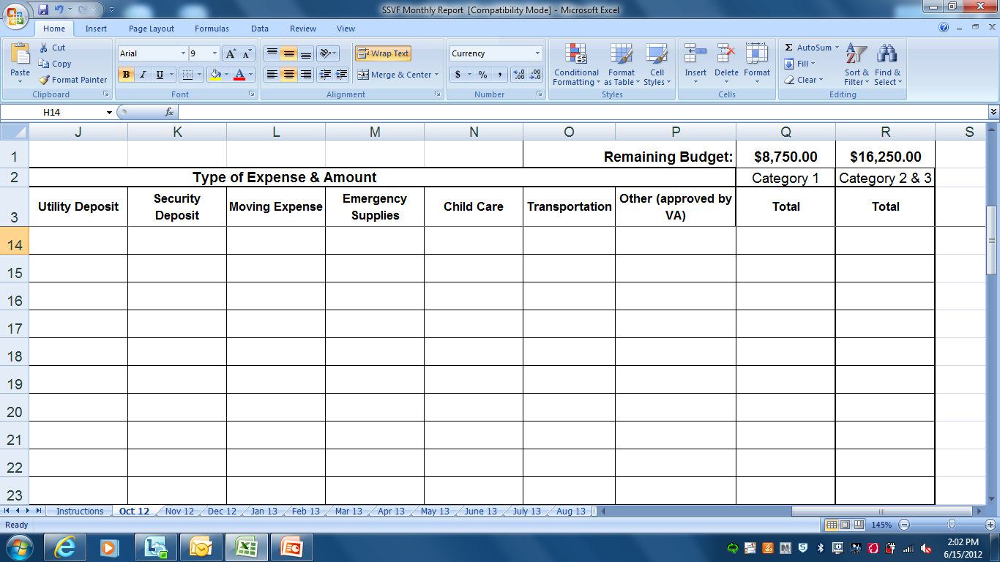 SSVF Monthly Report [Compatibility Mode] - Microsoft Excel
Home Insert Page Layout Formulas Data Review View
Paste Cut Copy Format Painter
Arial 9
B I U
Wrap Text
Merge & Center
Currency
$ % ,
Conditional Formatting Format as Table Cell Styles
Insert Delete Format
Σ AutoSum Fill Clear
Sort & Filter Find & Select
Clipboard Font Alignment Number Styles Cells Editing
H14 fx
J K L M N O P Q R S
1 Remaining Budget: $8,750.00 $16,250.00
2 Type of Expense & Amount Category 1 Category 2 & 3
3 Utility Deposit Security Deposit Moving Expense Emergency Supplies Child Care Transportation Other (approved by VA) Total Total
14
15
16
17
18
19
20
21
22
23
Instructions Oct 12 Nov 12 Dec 12 Jan 13 Feb 13 Mar 13 Apr 13 May 13 June 13 July 13 Aug 13
Ready 145%
2:02 PM
6/15/2012